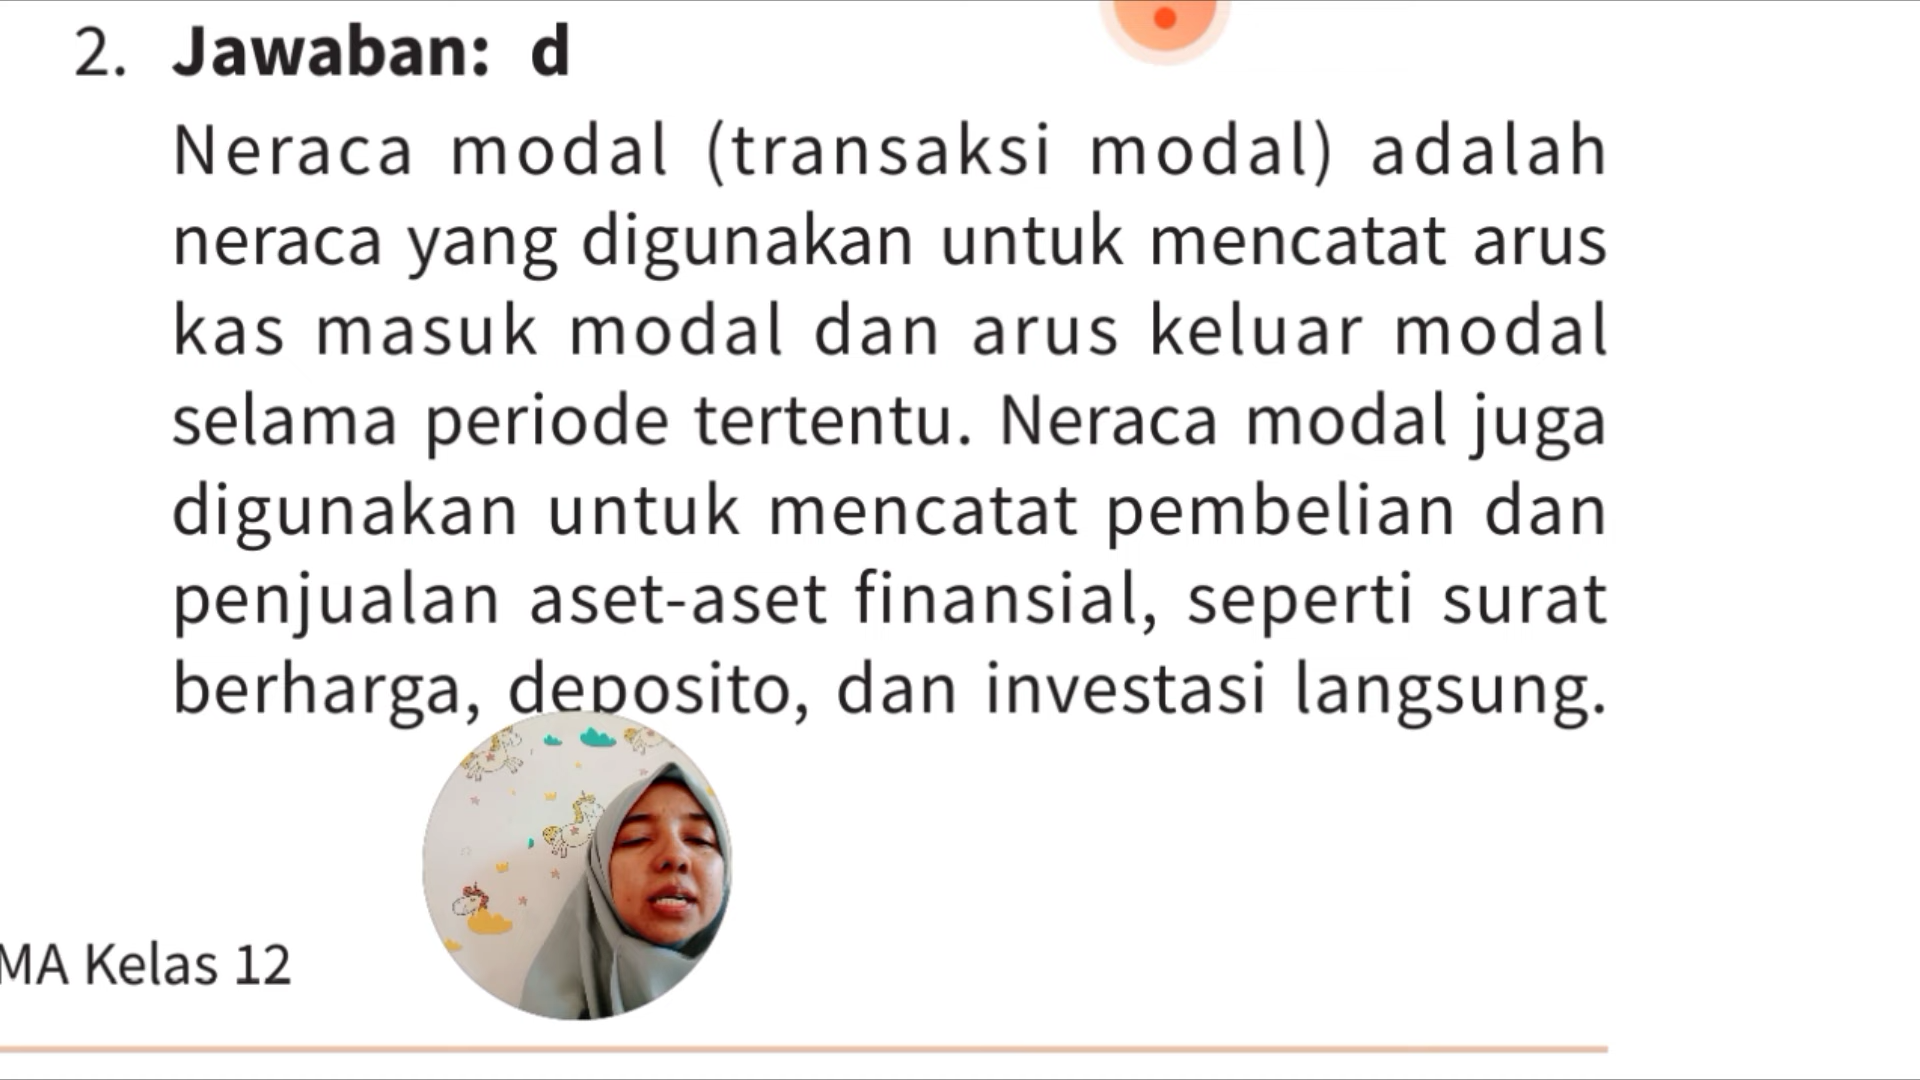 2. Jawaban: d
Neraca modal (transaksi modal) adalah
neraca yang digunakan untuk mencatat arus
kas masuk modal dan arus keluar modal
selama periode tertentu. Neraca modal juga
digunakan untuk mencatat pembelian dan
penjualan aset-aset finansial, seperti surat
berharga, deposito, dan investasi langsung.
MA Kelas 12